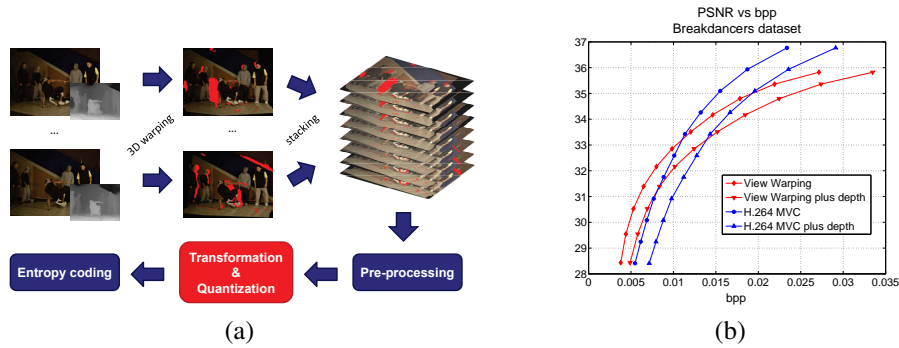 ...
...
3D warping
stacking
Entropy coding
Transformation
&
Quantization
Pre-processing
(a)
PSNR vs bpp
Breakdancers dataset
37
36
35
34
33
32
31
30
29
28
0
0.005
0.01
0.015
0.02
0.025
0.03
0.035
bpp
View Warping
View Warping plus depth
H.264 MVC
H.264 MVC plus depth
(b)